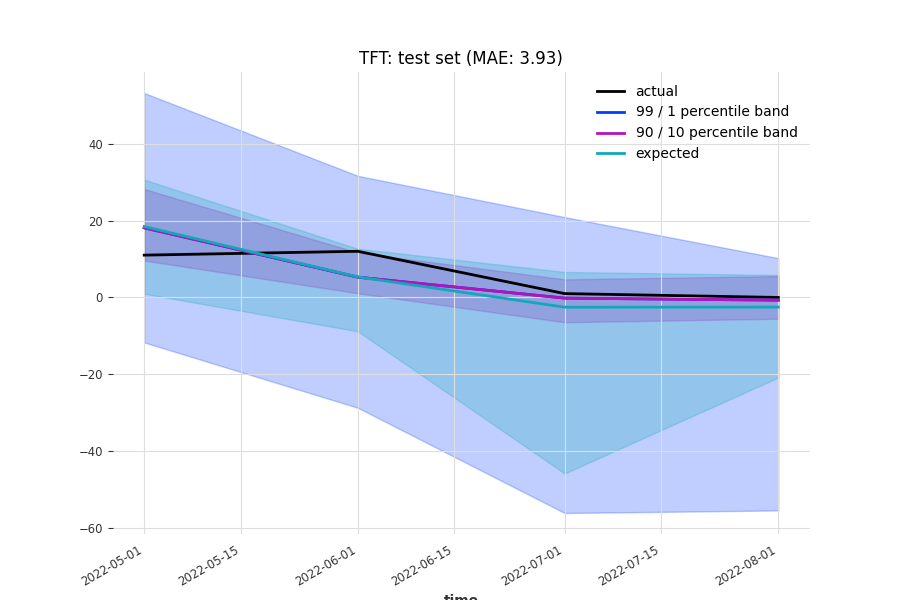 TFT: test set (MAE: 3.93)
actual
99 / 1 percentile band
90 / 10 percentile band
expected
40
20
0
−20
−40
−60
2022-05-01
2022-05-15
2022-06-01
2022-06-15
2022-07-01
2022-07-15
2022-08-01
time